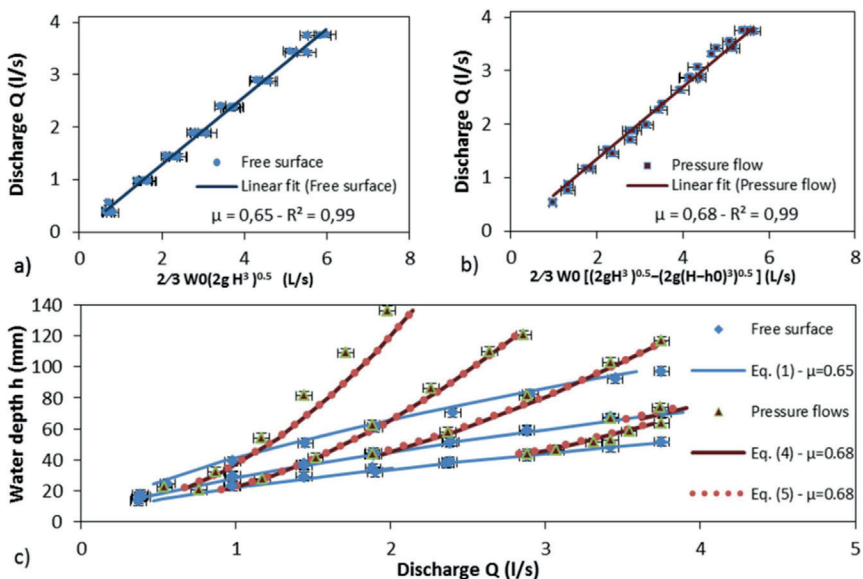 Discharge Q (l/s)
4
3
2
1
0
Free surface
Linear fit (Free surface)
μ = 0,65 - R² = 0,99
0 2 4 6 8
a)
2/3 W0(2g H³ )⁰·⁵ (L/s)
Discharge Q (l/s)
4
3
2
1
0
Pressure flow
Linear fit (Pressure flow)
μ = 0,68 - R² = 0,99
0 2 4 6 8
b)
2/3 W0 [(2gH³ )⁰·⁵−(2g(H−h0)³)⁰·⁵ ] (L/s)
Water depth h (mm)
140
120
100
80
60
40
20
0
Free surface
Eq. (1) - μ=0.65
Pressure flows
Eq. (4) - μ=0.68
Eq. (5) - μ=0.68
0 1 2 3 4 5
c)
Discharge Q (l/s)